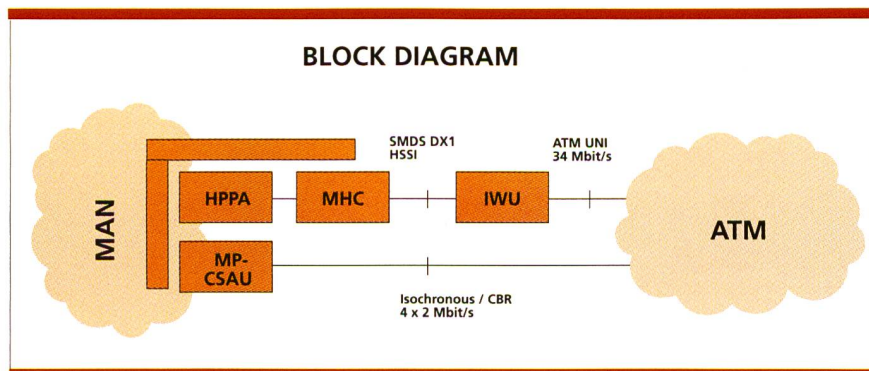 BLOCK DIAGRAM
SMDS DX1
HSSI
ATM UNI
34 Mbit/s
HPPA
MHC
IWU
MAN
ATM
MP-
CSAU
Isochronous / CBR
4 x 2 Mbit/s